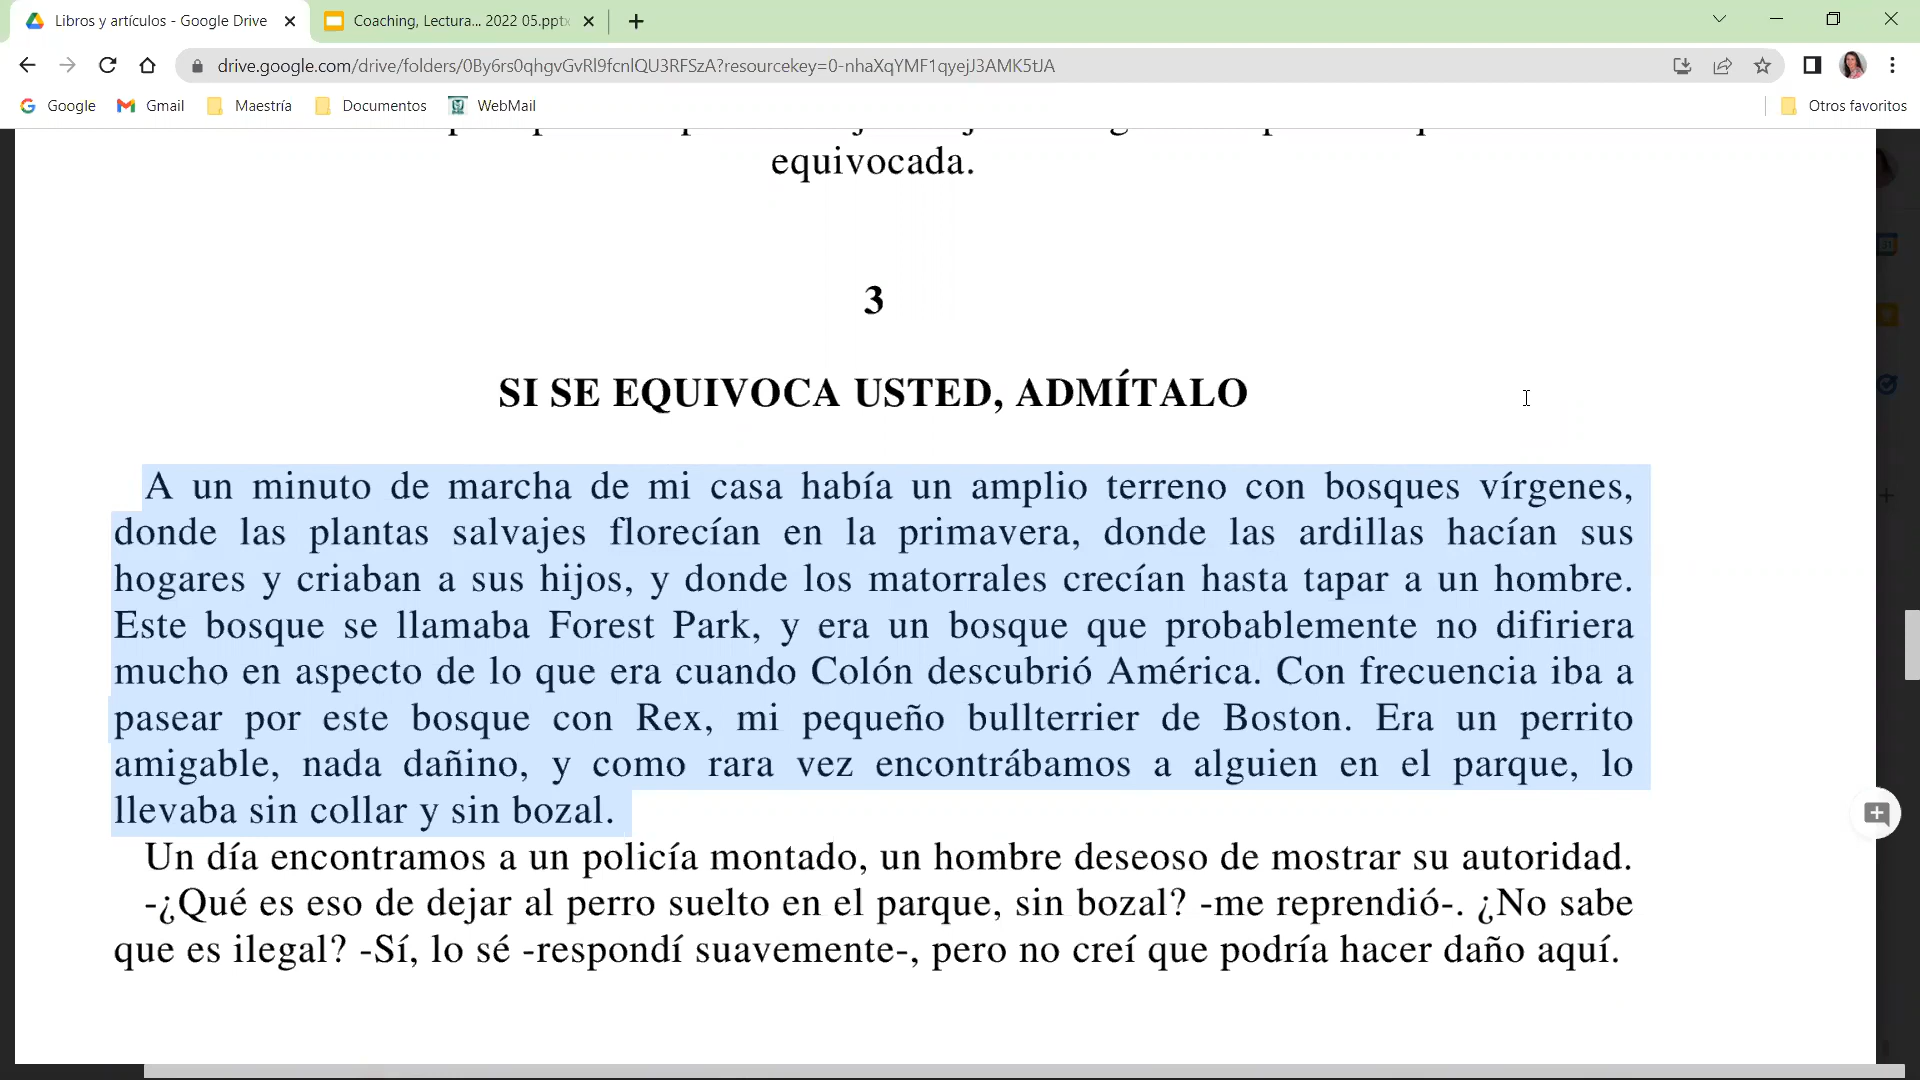 Libros y artículos - Google Drive
Coaching, Lectura... 2022 05.pptx
drive.google.com/drive/folders/0By6rs0qhgvGvRl9fcnlQU3RFSzA?resourcekey=0-nhaXqYMF1qyejJ3AMK5tJA
Google Gmail Maestría Documentos WebMail Otros favoritos
equivocada.
3
SI SE EQUIVOCA USTED, ADMÍTALO
A un minuto de marcha de mi casa había un amplio terreno con bosques vírgenes,
donde las plantas salvajes florecían en la primavera, donde las ardillas hacían sus
hogares y criaban a sus hijos, y donde los matorrales crecían hasta tapar a un hombre.
Este bosque se llamaba Forest Park, y era un bosque que probablemente no difiriera
mucho en aspecto de lo que era cuando Colón descubrió América. Con frecuencia iba a
pasear por este bosque con Rex, mi pequeño bullterrier de Boston. Era un perrito
amigable, nada dañino, y como rara vez encontrábamos a alguien en el parque, lo
llevaba sin collar y sin bozal.
Un día encontramos a un policía montado, un hombre deseoso de mostrar su autoridad.
-¿Qué es eso de dejar al perro suelto en el parque, sin bozal? -me reprendió-. ¿No sabe
que es ilegal? -Sí, lo sé -respondí suavemente-, pero no creí que podría hacer daño aquí.